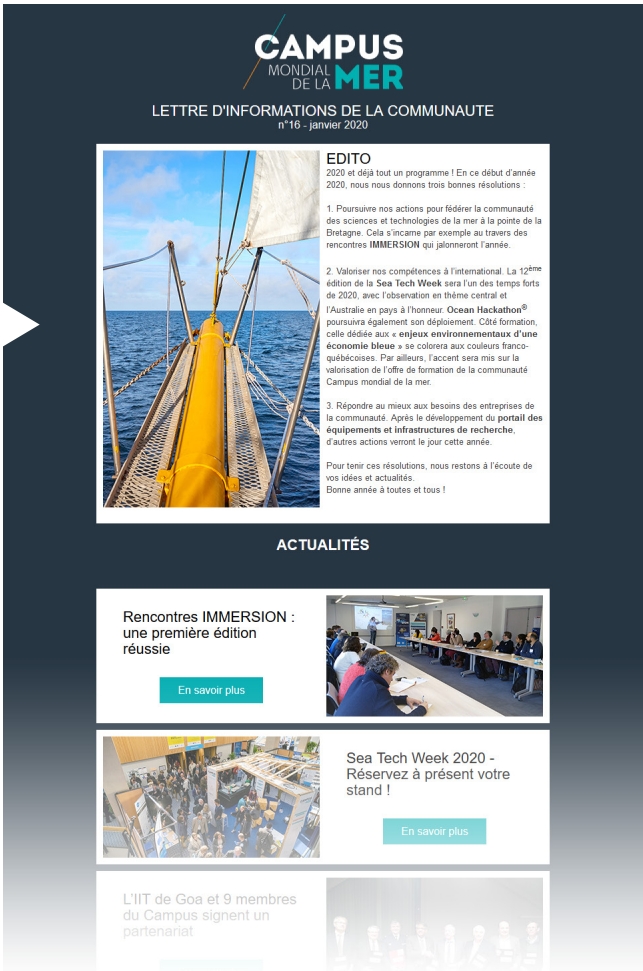 CAMPUS
MONDIAL
DE LA MER
LETTRE D'INFORMATIONS DE LA COMMUNAUTE
n°16 - janvier 2020
EDITO
2020 et déjà tout un programme ! En ce début d'année
2020, nous nous donnons trois bonnes résolutions :
1. Poursuivre nos actions pour fédérer la communauté
des sciences et technologies de la mer à la pointe de la
Bretagne. Cela s'incarne par exemple au travers des
rencontres IMMERSION qui jalonneront l'année.
2. Valoriser nos compétences à l'international. La 12ème
édition de la Sea Tech Week sera l'un des temps forts
de 2020, avec l'observation en thème central et
l'Australie en pays à l'honneur. Ocean Hackathon®
poursuivra également son déploiement. Côté formation,
celle dédiée aux « enjeux environnementaux d'une
économie bleue » se colorera aux couleurs franco-
québécoises. Par ailleurs, l'accent sera mis sur la
valorisation de l'offre de formation de la communauté
Campus mondial de la mer.
3. Répondre au mieux aux besoins des entreprises de
la communauté. Après le développement du portail des
équipements et infrastructures de recherche,
d'autres actions verront le jour cette année.
Pour tenir ces résolutions, nous restons à l'écoute de
vos idées et actualités.
Bonne année à toutes et tous !
ACTUALITÉS
Rencontres IMMERSION :
une première édition
réussie
En savoir plus
Sea Tech Week 2020 -
Réservez à présent votre
stand !
En savoir plus
L'IIT de Goa et 9 membres
du Campus signent un
partenariat